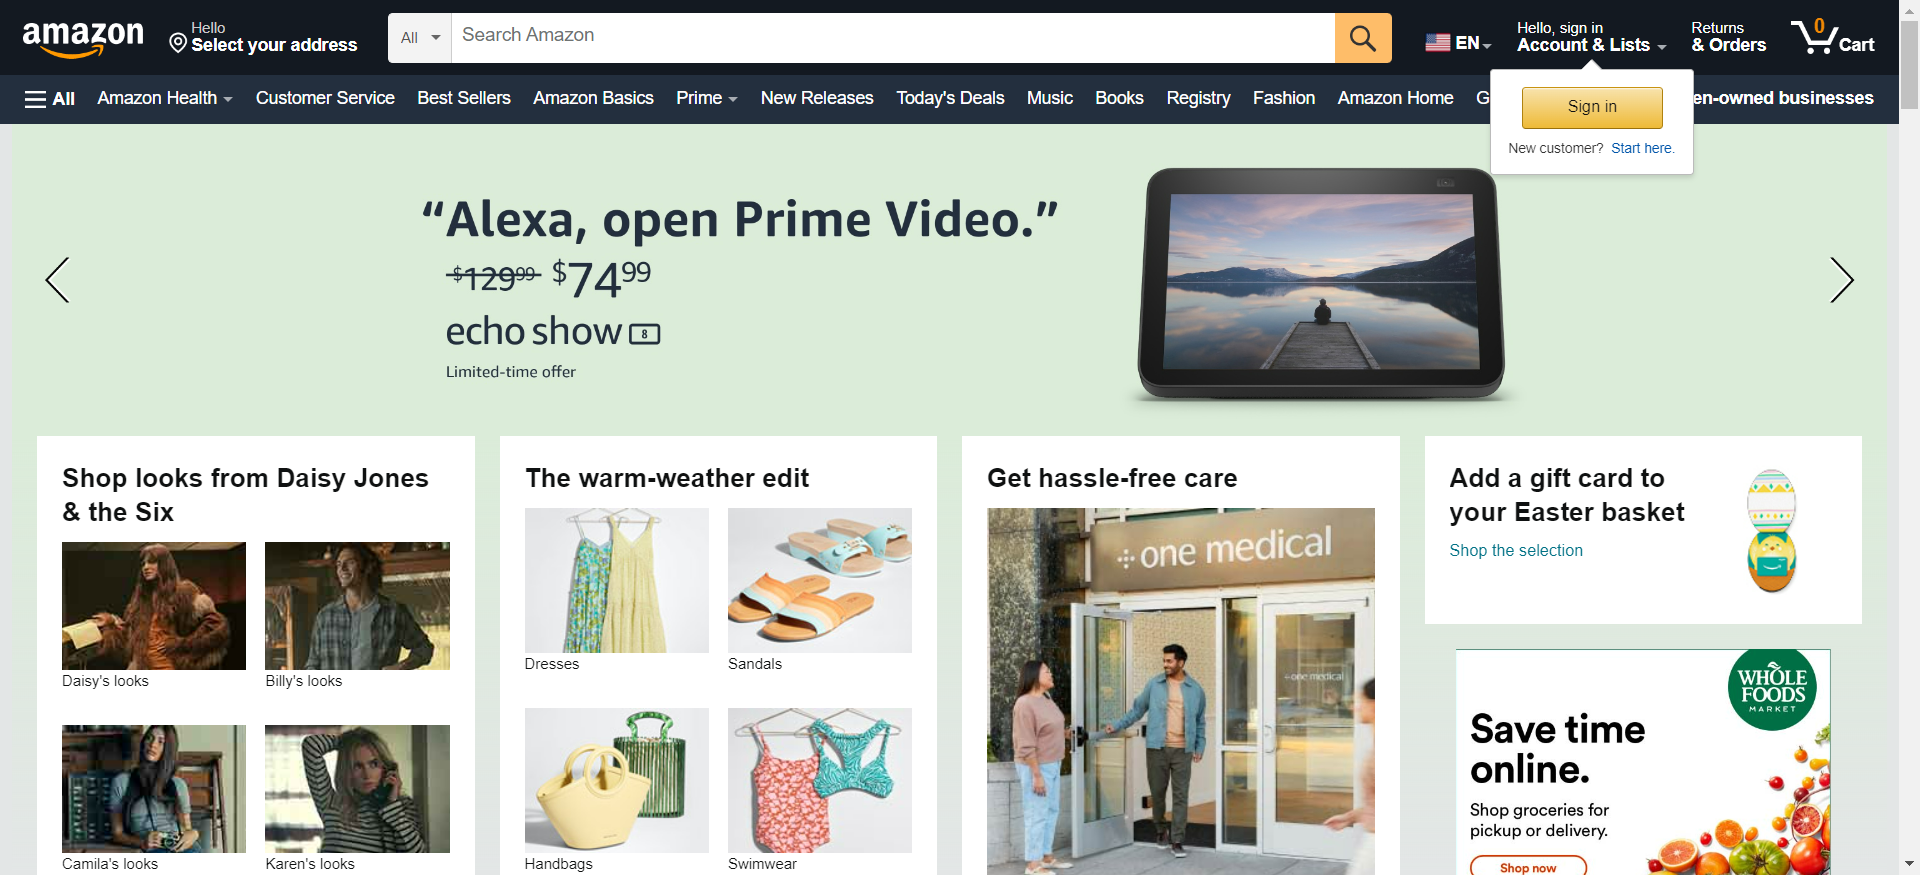 amazon
Hello
Select your address
All
Search Amazon
EN
Hello, sign in
Account & Lists
Returns
& Orders
0
Cart
All
Amazon Health
Customer Service
Best Sellers
Amazon Basics
Prime
New Releases
Today's Deals
Music
Books
Registry
Fashion
Amazon Home
G
en-owned businesses
Sign in
New customer? Start here.
“Alexa, open Prime Video.”
$129.99 $74.99
echo show 8
Limited-time offer
Shop looks from Daisy Jones
& the Six
Daisy's looks
Billy's looks
Camila's looks
Karen's looks
The warm-weather edit
Dresses
Sandals
Handbags
Swimwear
Get hassle-free care
one medical
one medical
Add a gift card to
your Easter basket
Shop the selection
WHOLE
FOODS
MARKET
Save time
online.
Shop groceries for
pickup or delivery.
Shop now